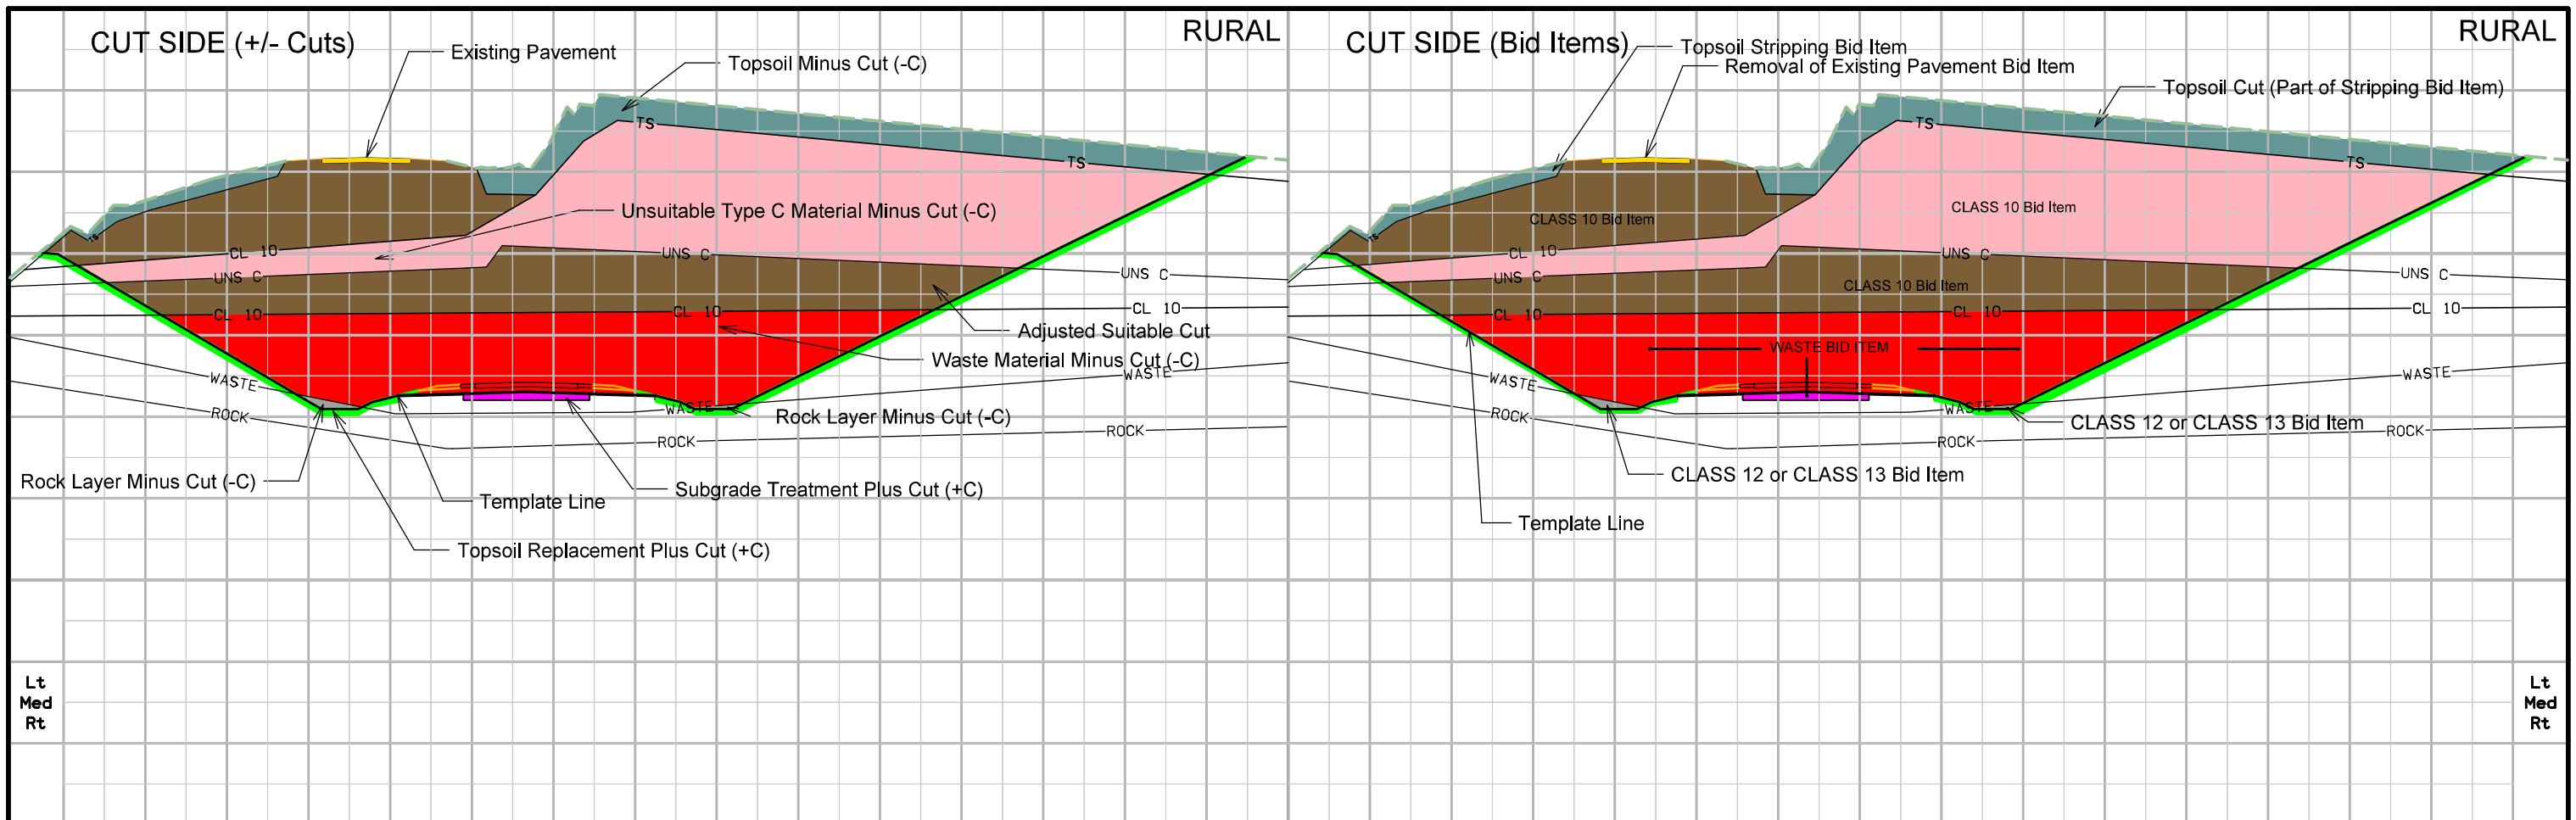 CUT SIDE (+/- Cuts)
RURAL
Existing Pavement
Topsoil Minus Cut (-C)
TS
TS
TS
Unsuitable Type C Material Minus Cut (-C)
CL 10
UNS C
UNS C
UNS C
CL 10
CL 10
CL 10
Adjusted Suitable Cut
Waste Material Minus Cut (-C)
WASTE
WASTE
WASTE
ROCK
Rock Layer Minus Cut (-C)
ROCK
ROCK
Rock Layer Minus Cut (-C)
Template Line
Subgrade Treatment Plus Cut (+C)
Topsoil Replacement Plus Cut (+C)
Lt
Med
Rt
CUT SIDE (Bid Items)
RURAL
Topsoil Stripping Bid Item
Removal of Existing Pavement Bid Item
Topsoil Cut (Part of Stripping Bid Item)
TS
TS
TS
CLASS 10 Bid Item
CLASS 10 Bid Item
CL 10
UNS C
UNS C
UNS C
CLASS 10 Bid Item
CL 10
CL 10
CL 10
WASTE BID ITEM
WASTE
WASTE
WASTE
ROCK
CLASS 12 or CLASS 13 Bid Item
ROCK
ROCK
CLASS 12 or CLASS 13 Bid Item
Template Line
Lt
Med
Rt